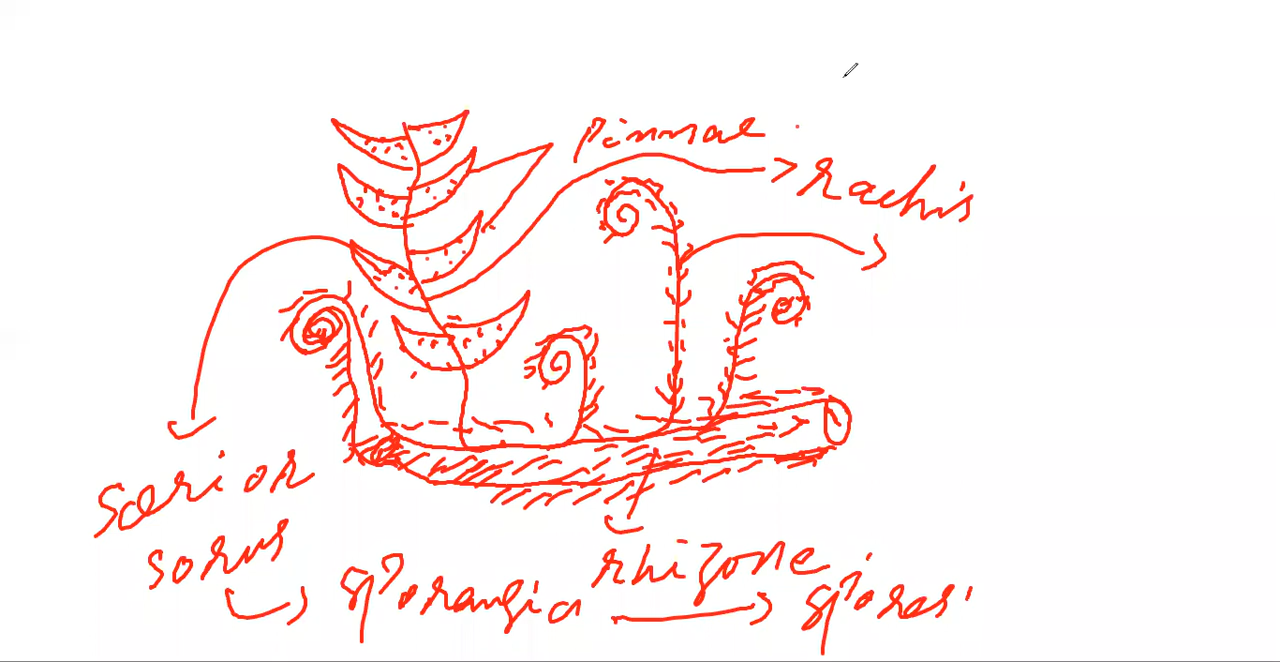 pinnae
rachis
sori or
sorus
rhizome
sporangia → spores